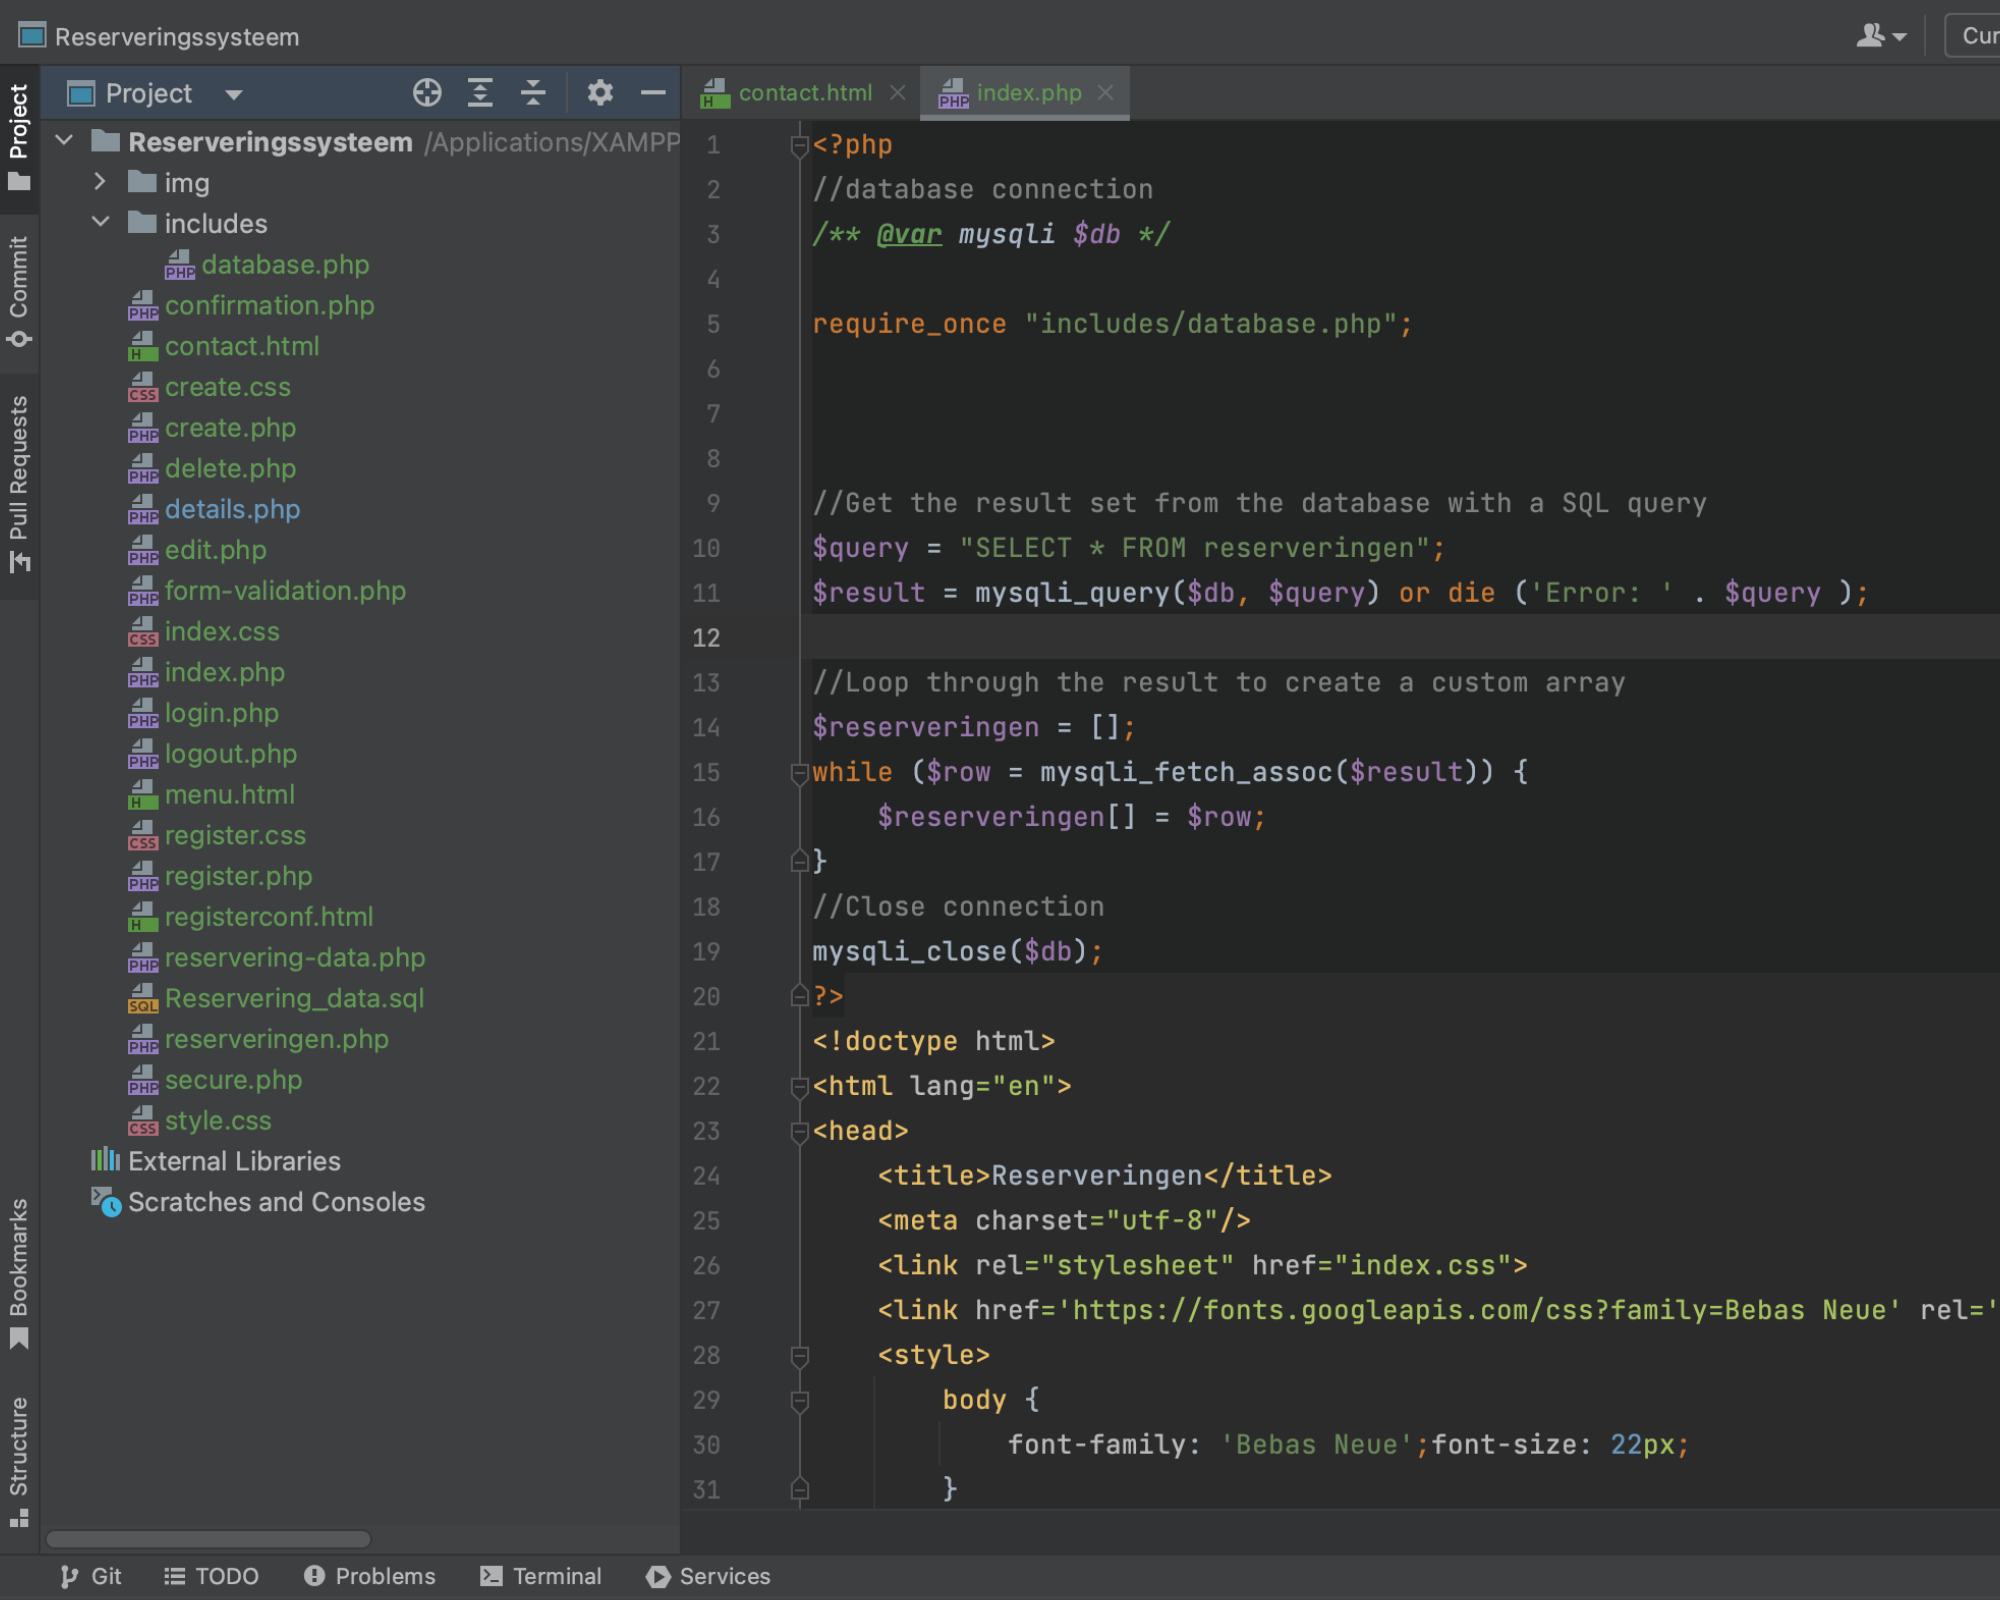 Reserveringssysteem
Cur
Project
Commit
Pull Requests
Bookmarks
Structure
Project
Reserveringssysteem /Applications/XAMPP
img
includes
database.php
confirmation.php
contact.html
create.css
create.php
delete.php
details.php
edit.php
form-validation.php
index.css
index.php
login.php
logout.php
menu.html
register.css
register.php
registerconf.html
reservering-data.php
Reservering_data.sql
reserveringen.php
secure.php
style.css
External Libraries
Scratches and Consoles
contact.html index.php
1 <?php
2 //database connection
3 /** @var mysqli $db */
4
5 require_once "includes/database.php";
6
7
8
9 //Get the result set from the database with a SQL query
10 $query = "SELECT * FROM reserveringen";
11 $result = mysqli_query($db, $query) or die ('Error: ' . $query );
12
13 //Loop through the result to create a custom array
14 $reserveringen = [];
15 while ($row = mysqli_fetch_assoc($result)) {
16 $reserveringen[] = $row;
17 }
18 //Close connection
19 mysqli_close($db);
20 ?>
21 <!doctype html>
22 <html lang="en">
23 <head>
24 <title>Reserveringen</title>
25 <meta charset="utf-8"/>
26 <link rel="stylesheet" href="index.css">
27 <link href='https://fonts.googleapis.com/css?family=Bebas Neue' rel='
28 <style>
29 body {
30 font-family: 'Bebas Neue';font-size: 22px;
31 }
Git TODO Problems Terminal Services